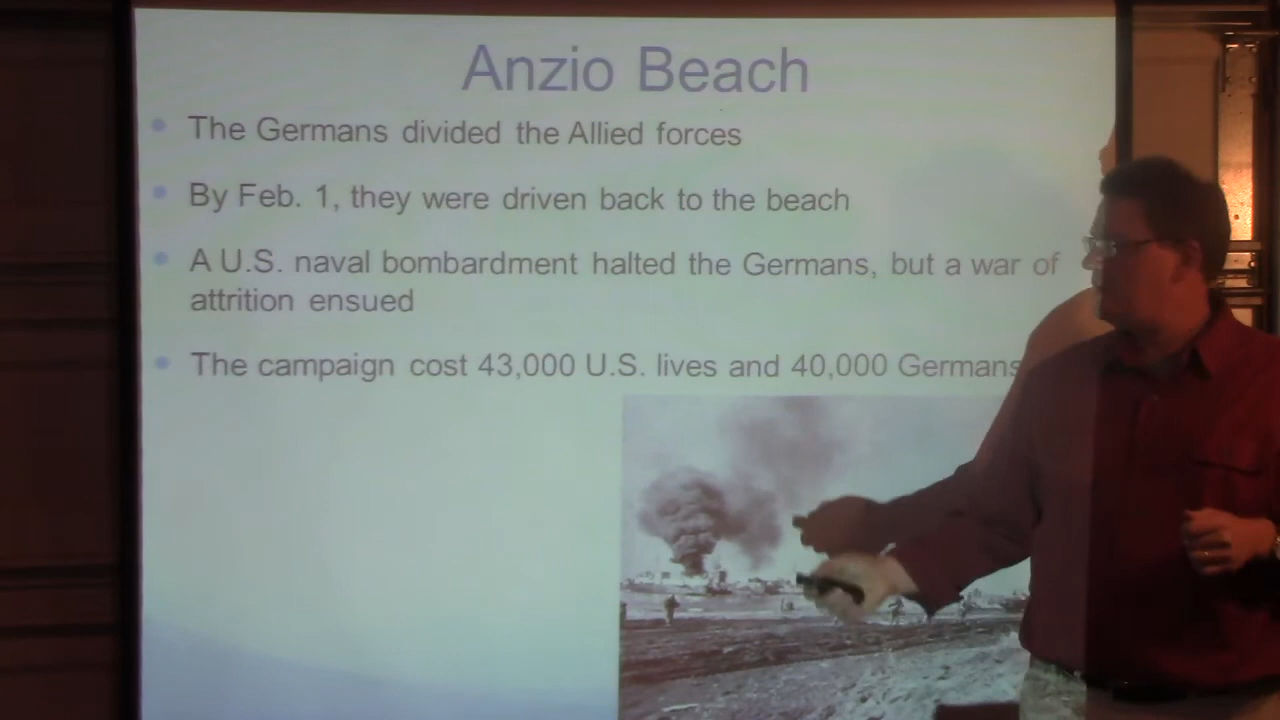 Anzio Beach
The Germans divided the Allied forces
By Feb. 1, they were driven back to the beach
A U.S. naval bombardment halted the Germans, but a war of
attrition ensued
The campaign cost 43,000 U.S. lives and 40,000 Germans